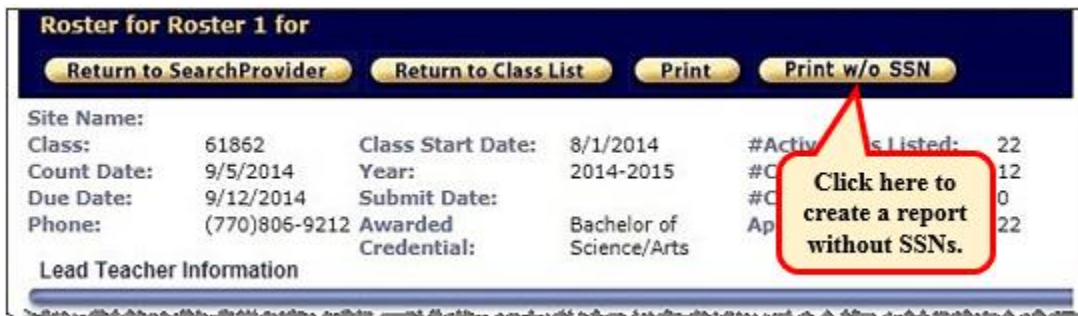 Roster for Roster 1 for
Return to SearchProvider Return to Class List Print Print w/o SSN
Site Name:
Class: 61862 Class Start Date: 8/1/2014 #Activ s Listed: 22
Count Date: 9/5/2014 Year: 2014-2015 #C 12
Due Date: 9/12/2014 Submit Date: #C 0
Phone: (770)806-9212 Awarded Credential: Bachelor of Science/Arts Ap 22
Click here to
create a report
without SSNs.
Lead Teacher Information